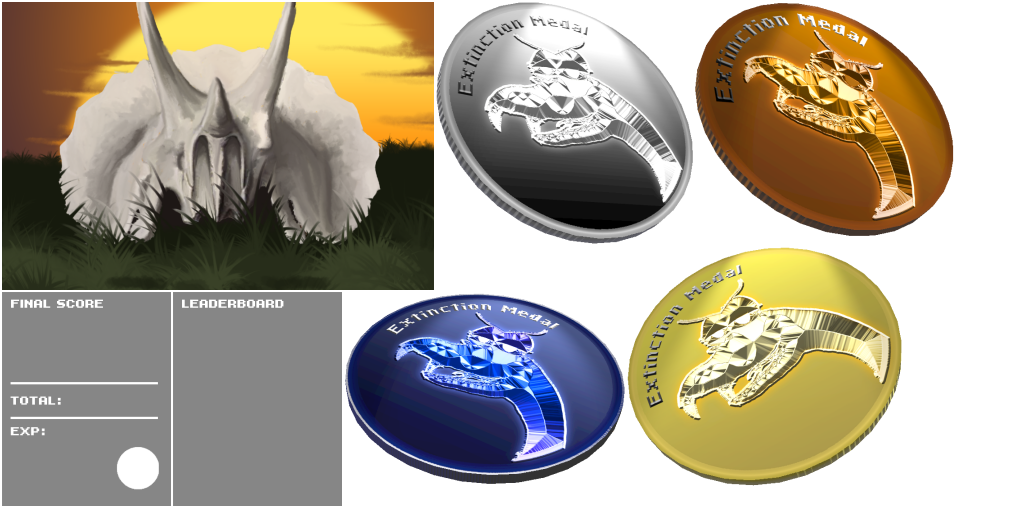 Extinction Medal
Extinction Medal
FINAL SCORE
LEADERBOARD
TOTAL:
EXP:
Extinction Medal
Extinction Medal